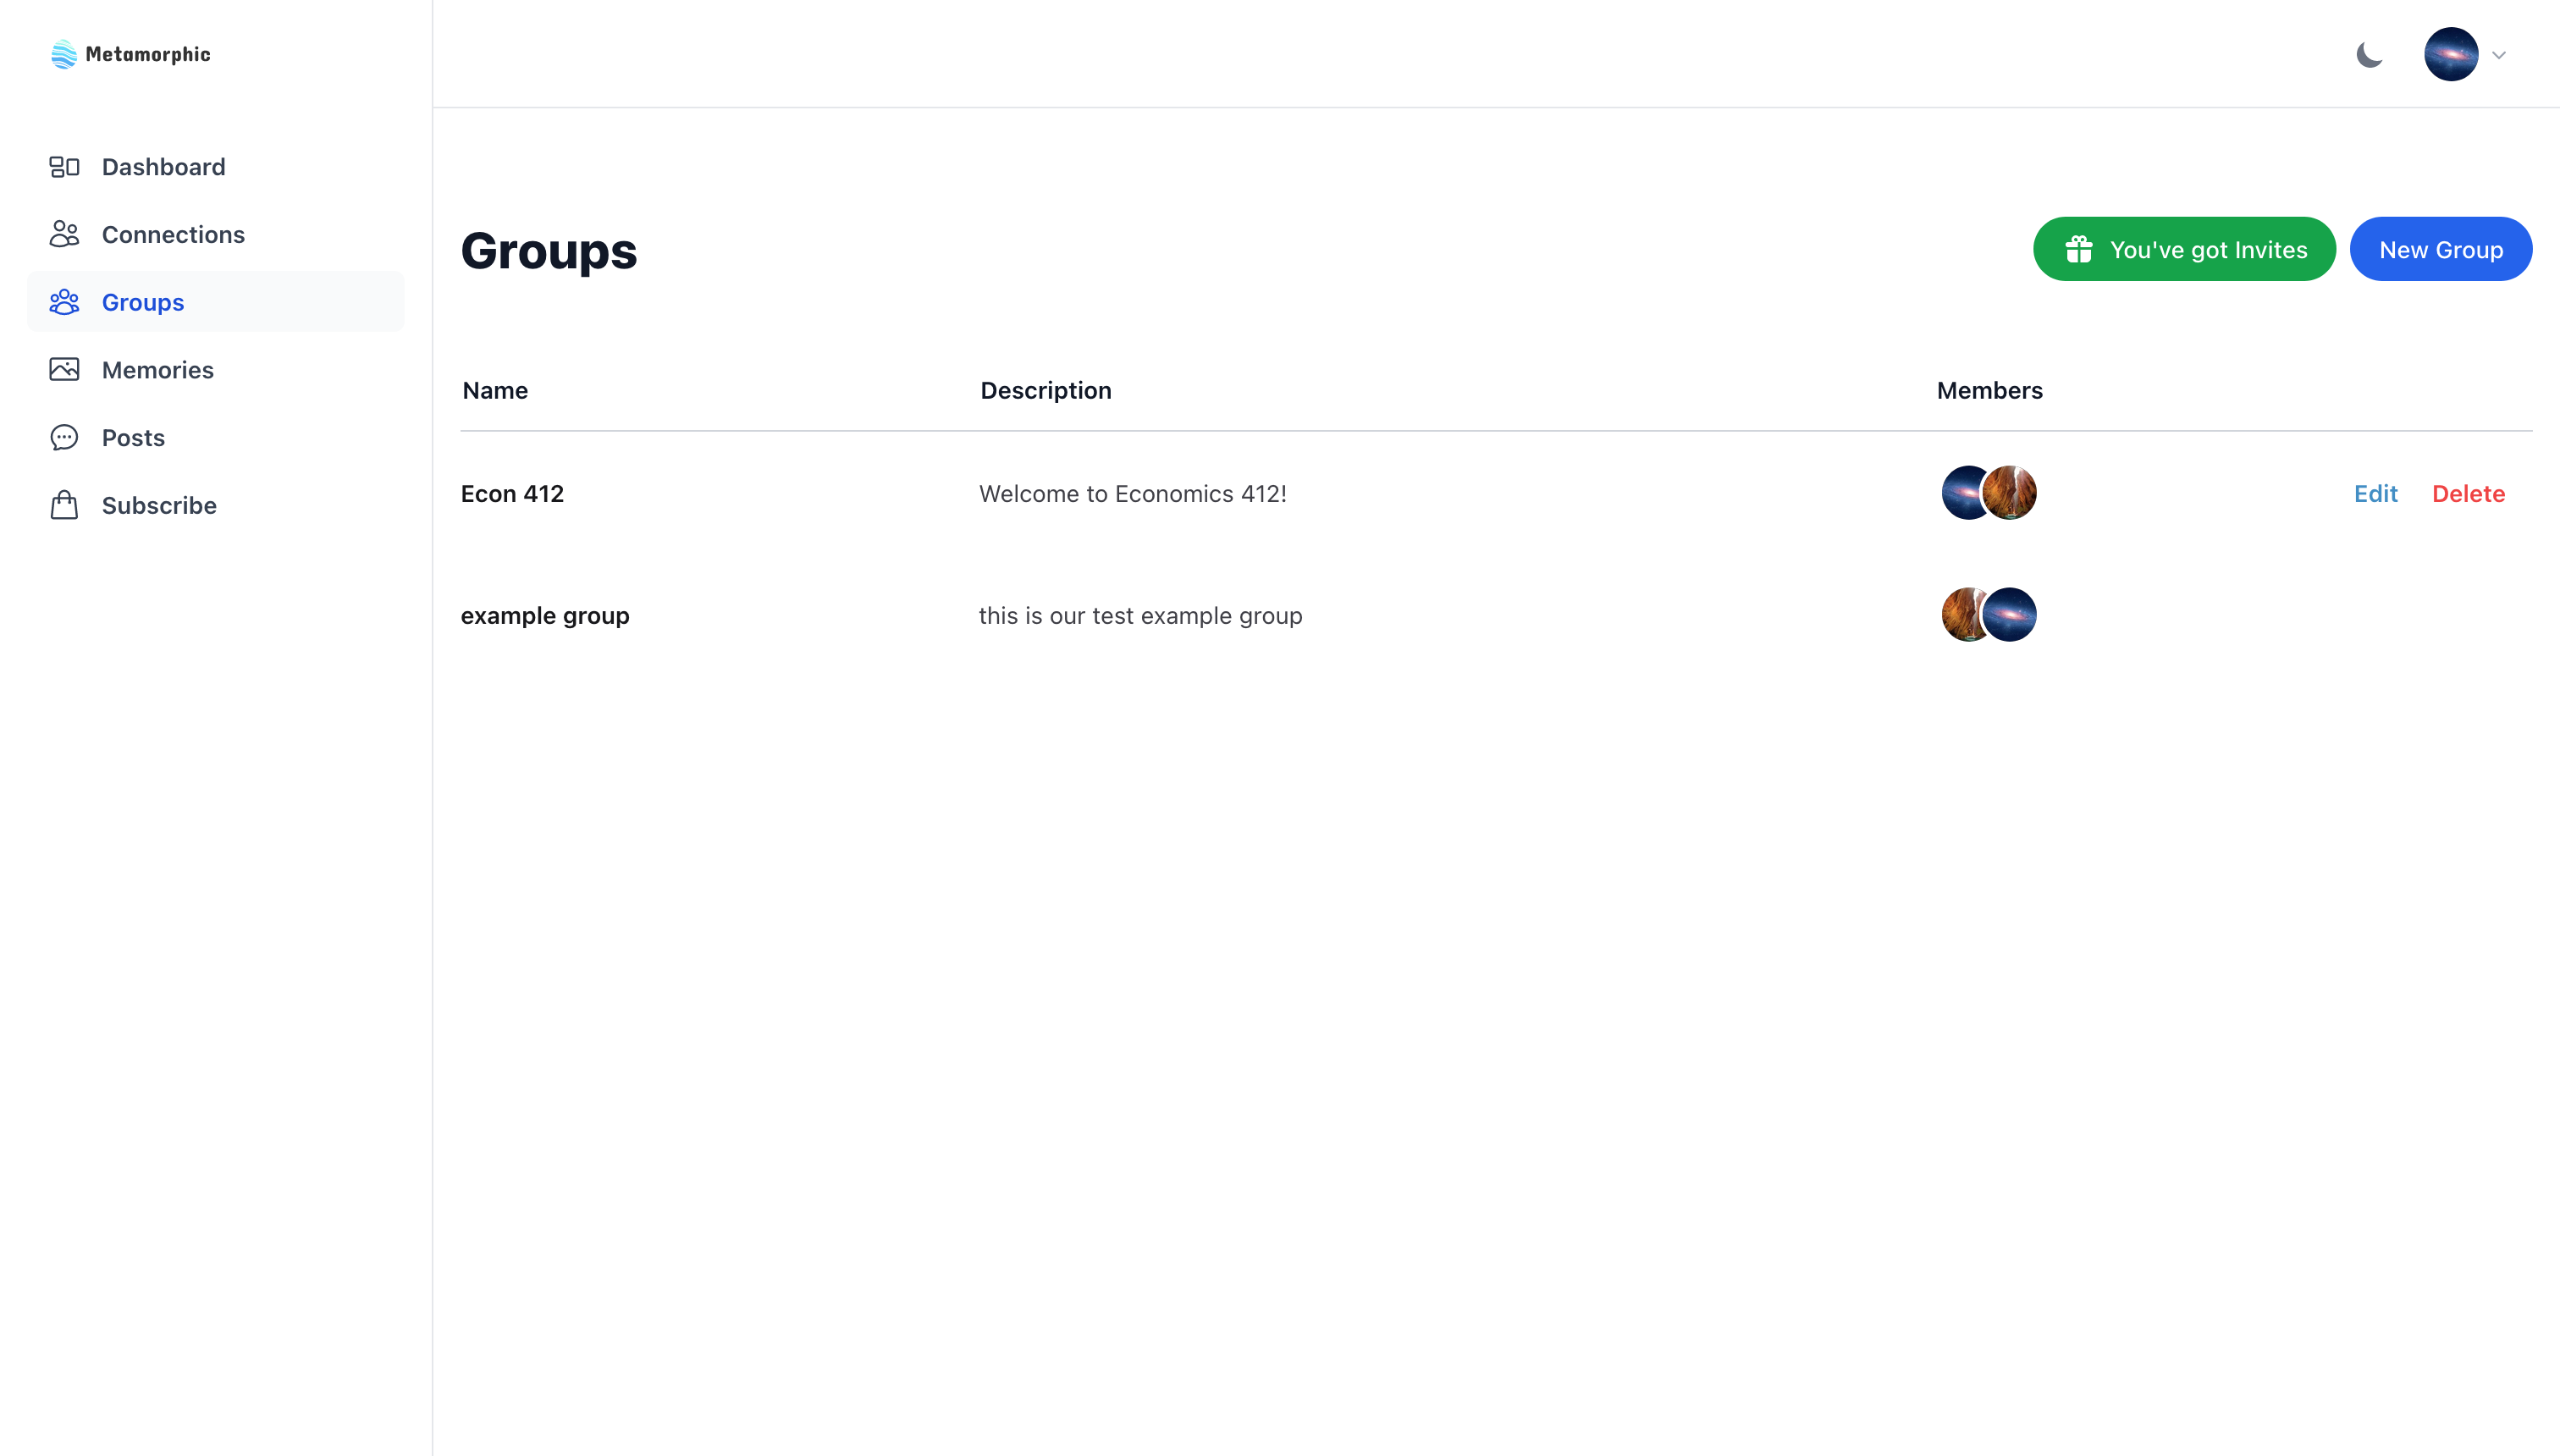 Metamorphic
Dashboard
Connections
Groups
Memories
Posts
Subscribe
Groups
You've got Invites
New Group
Name Description Members
Econ 412 Welcome to Economics 412! Edit Delete
example group this is our test example group